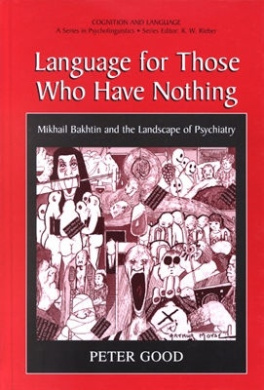 COGNITION AND LANGUAGE
A Series in Psycholinguistics • Series Editor: R. W. Rieber
Language for Those
Who Have Nothing
Mikhail Bakhtin and the Landscape of Psychiatry
PETER GOOD